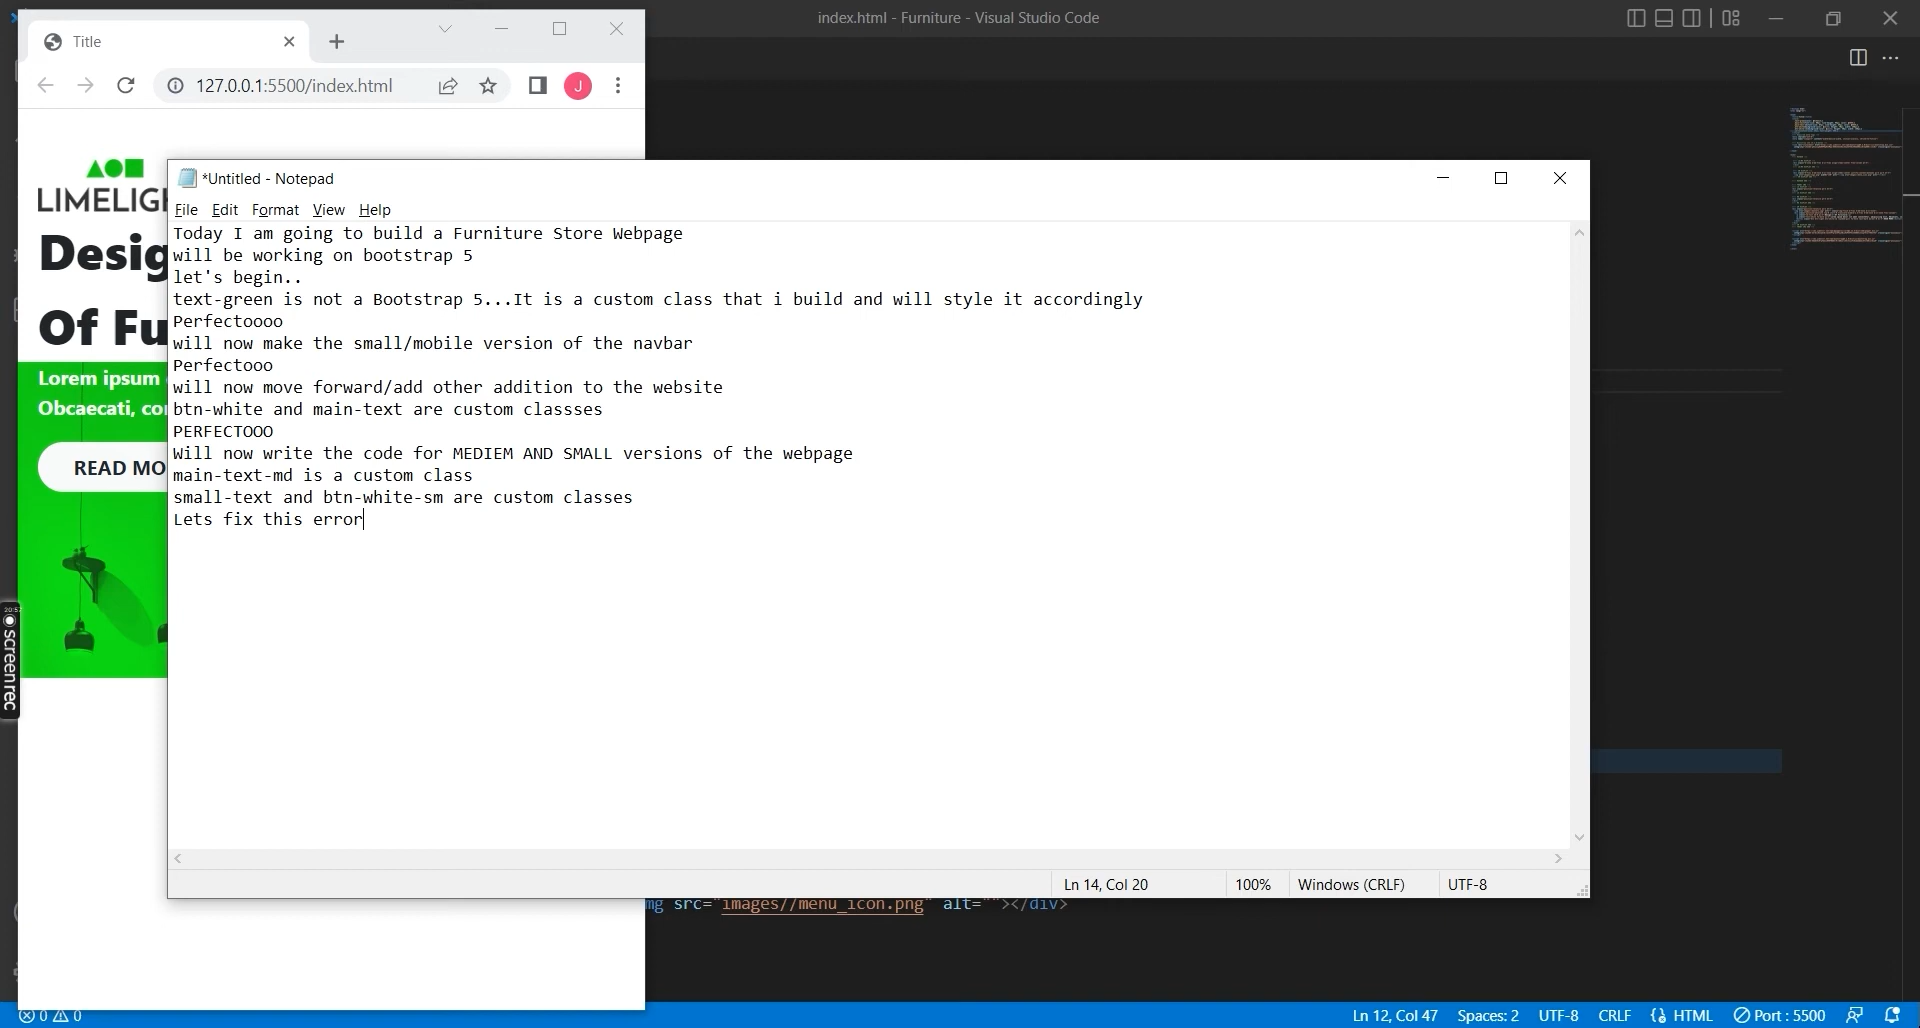 index.html - Furniture - Visual Studio Code
Title
127.0.0.1:5500/index.html
J
LIMELIGH
Desig
Of Fu
Lorem ipsum
Obcaecati, co
READ MO
*Untitled - Notepad
File Edit Format View Help
Today I am going to build a Furniture Store Webpage
will be working on bootstrap 5
let's begin..
text-green is not a Bootstrap 5...It is a custom class that i build and will style it accordingly
Perfectoooo
will now make the small/mobile version of the navbar
Perfectooo
will now move forward/add other addition to the website
btn-white and main-text are custom classses
PERFECTOOO
Will now write the code for MEDIEM AND SMALL versions of the webpage
main-text-md is a custom class
small-text and btn-white-sm are custom classes
Lets fix this error
Ln 14, Col 20 100% Windows (CRLF) UTF-8
20:57
screenrec
mg src="images//menu_icon.png" alt=""></div>
0 0 Ln 12, Col 47 Spaces: 2 UTF-8 CRLF HTML Port : 5500